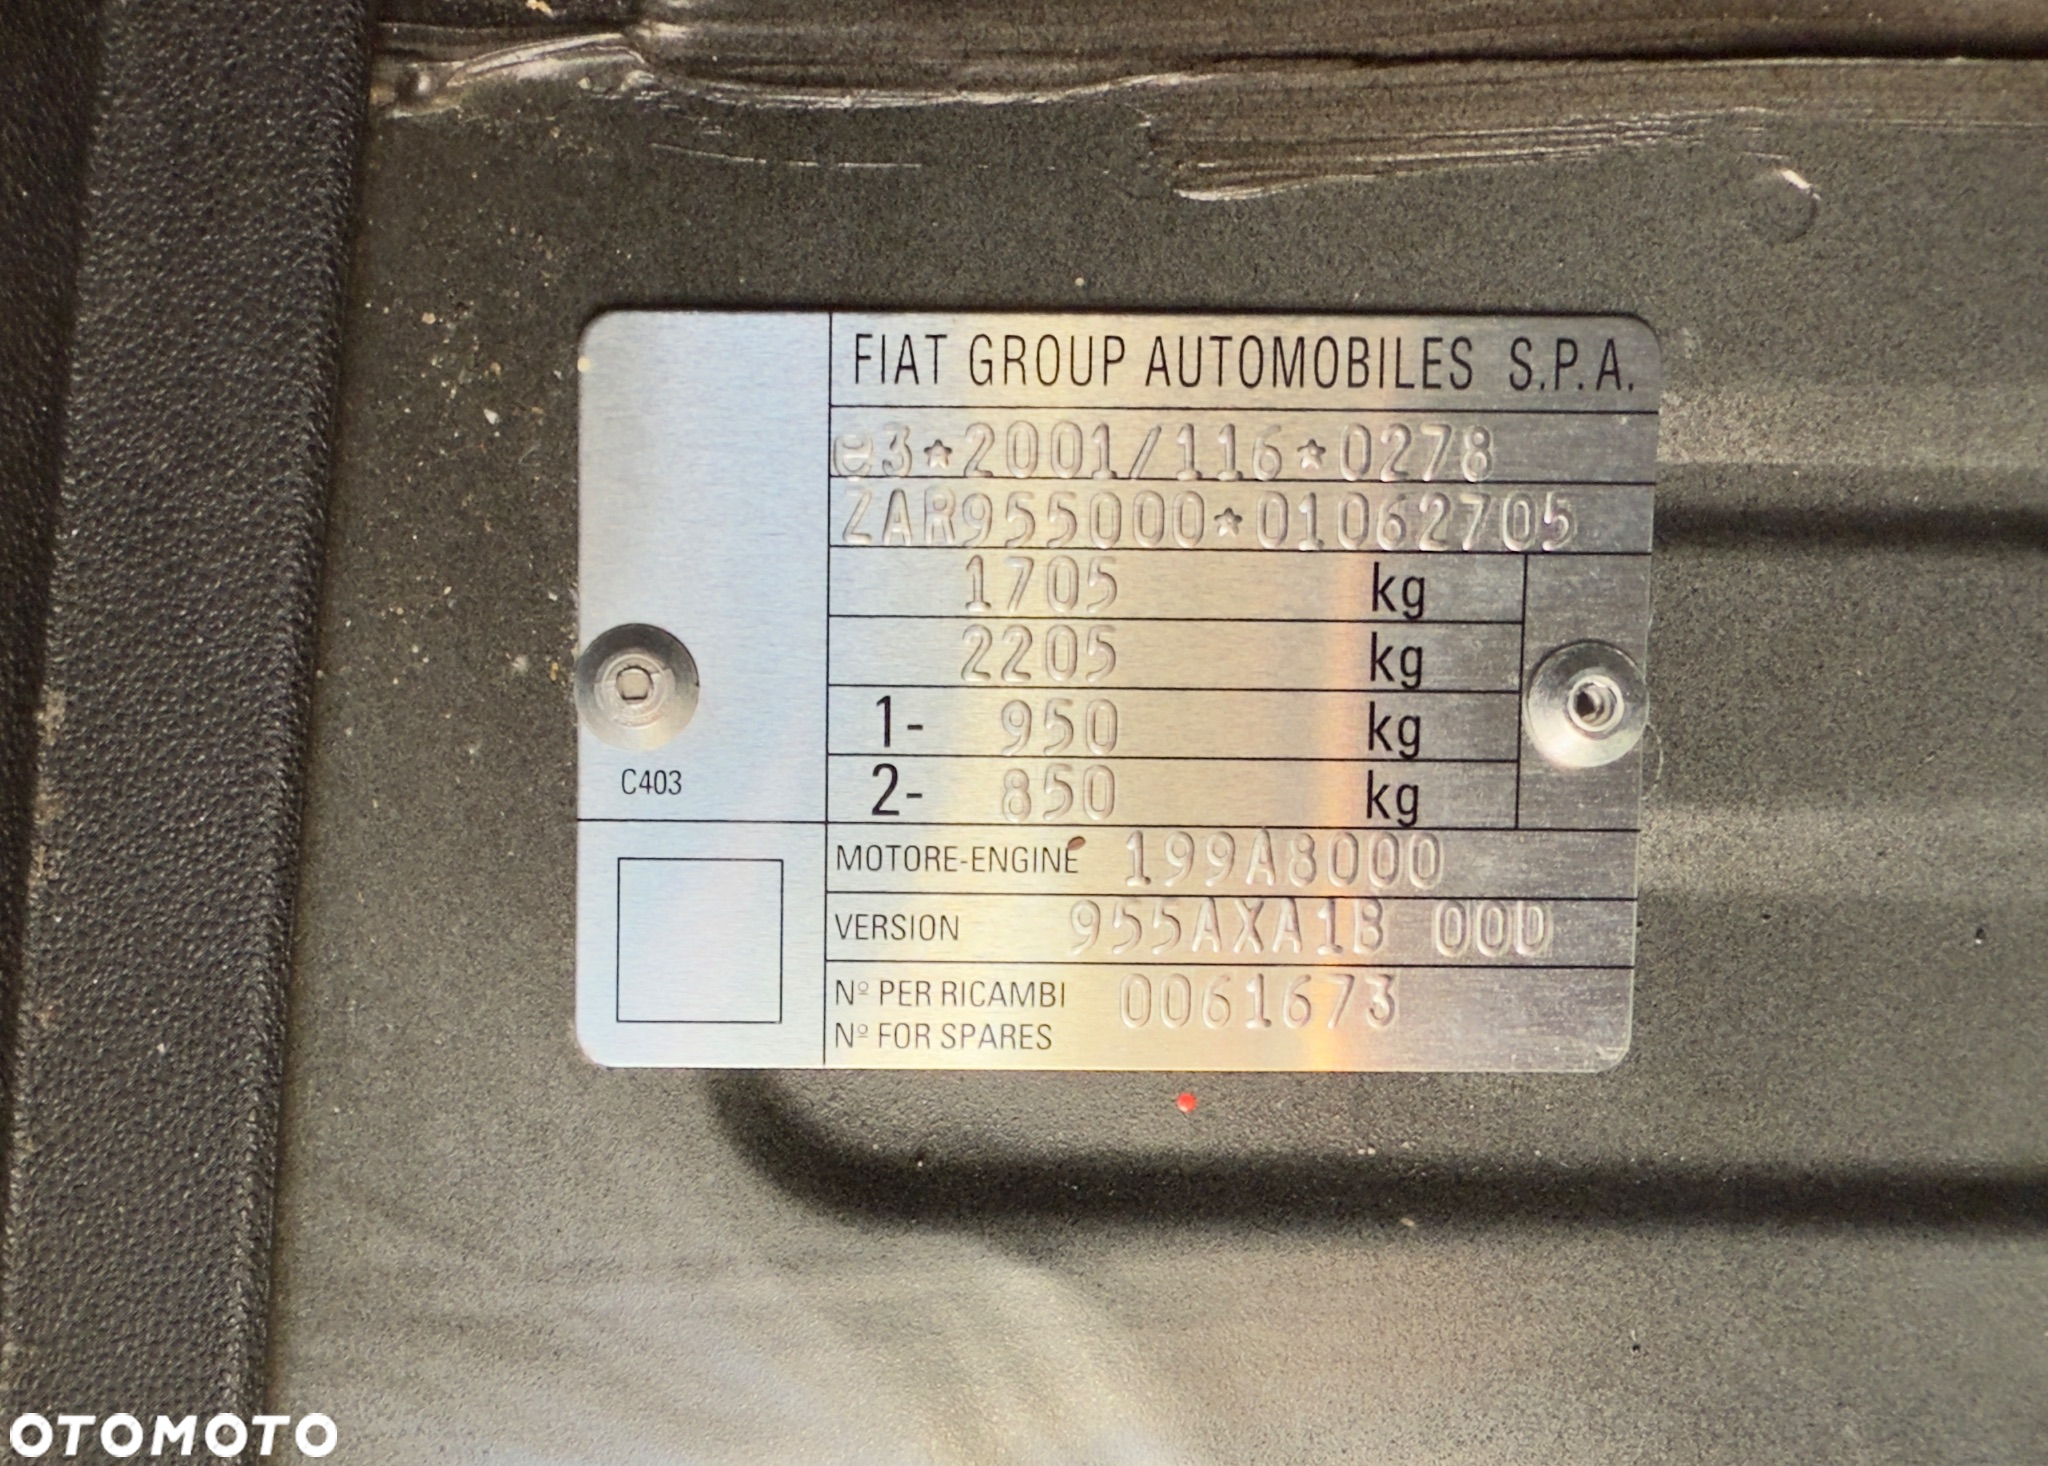 FIAT GROUP AUTOMOBILES S.P.A.
e3*2001/116*0278
ZAR955000*01062705
1705 kg
2205 kg
1- 950 kg
2- 850 kg
C403
MOTORE-ENGINE 199A8000
VERSION 955AXA1B 00D
Nº PER RICAMBI 0061673
Nº FOR SPARES
OTOMOTO